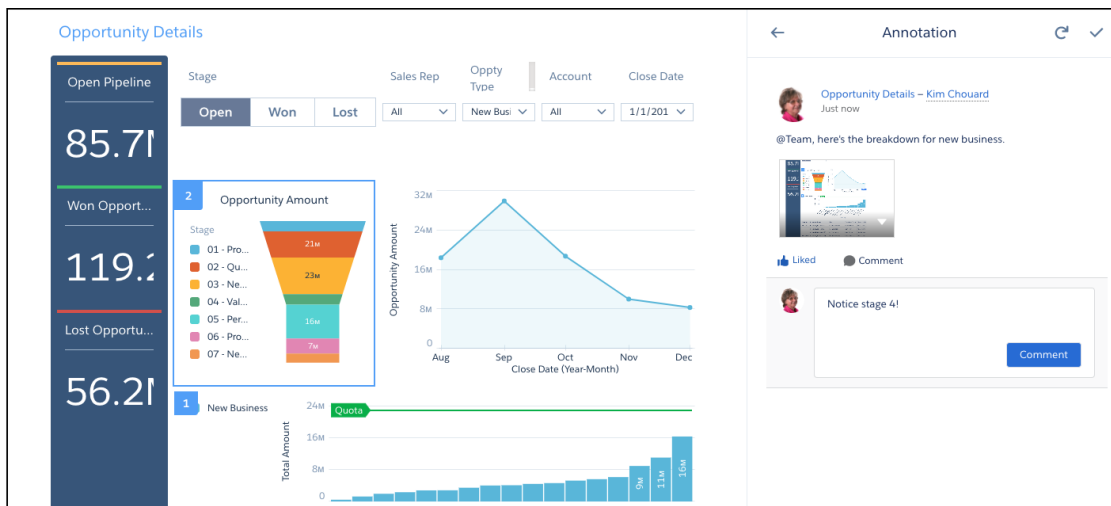 Opportunity Details
Open Pipeline
85.7
Won Opport...
119.2
Lost Opportu...
56.2
Stage
Open Won Lost
Sales Rep
All
Oppty
Type
New Busi
Account
All
Close Date
1/1/201
2
Opportunity Amount
Stage
01 - Pro...
02 - Qu...
03 - Ne...
04 - Val...
05 - Per...
06 - Pro...
07 - Ne...
21M
23M
16M
7M
Opportunity Amount
32M
24M
16M
8M
0
Aug Sep Oct Nov Dec
Close Date (Year-Month)
1
New Business
Total Amount
24M
16M
8M
0
Quota
9M 11M 16M
Annotation
Opportunity Details – Kim Chouard
Just now
@Team, here's the breakdown for new business.
Liked Comment
Notice stage 4!
Comment